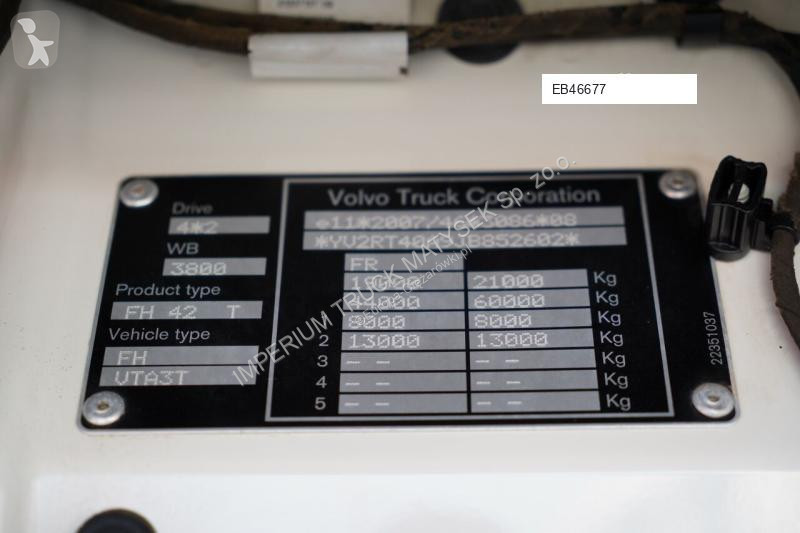 EB46677
Volvo Truck Corporation
Drive
4*2
WB
3800
Product type
FH 42 T
Vehicle type
FH
VTA3T
FR
21000 Kg
60000 Kg
8000 8000 Kg
2 13000 13000 Kg
3 -- -- Kg
4 -- -- Kg
5 -- -- Kg
22351037
IMPERIUM TRUCK MATYSEK Sp. zo.o.